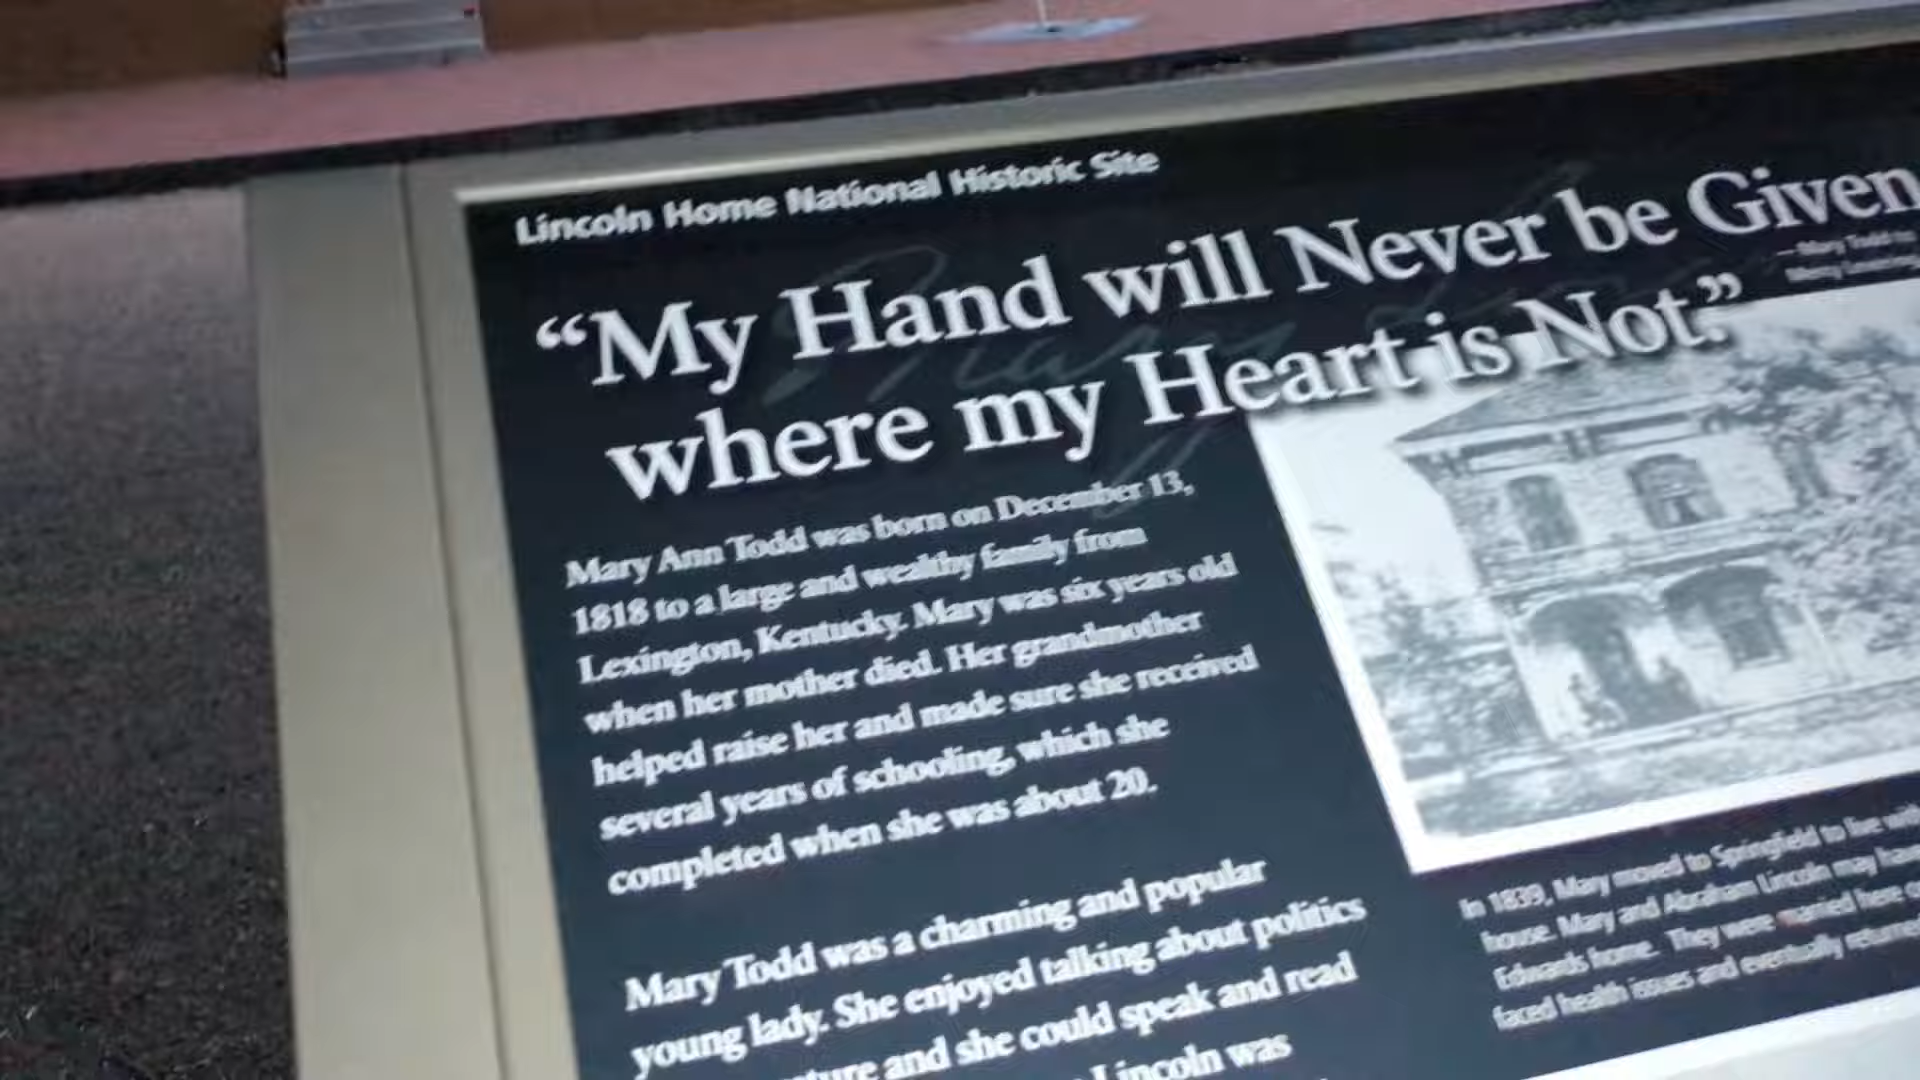 Lincoln Home National Historic Site
“My Hand will Never be Given
where my Heart is Not.”
—Mary Todd to
Mercy Levering,
Mary Ann Todd was born on December 13,
1818 to a large and wealthy family from
Lexington, Kentucky. Mary was six years old
when her mother died. Her grandmother
helped raise her and made sure she received
several years of schooling, which she
completed when she was about 20.
Mary Todd was a charming and popular
young lady. She enjoyed talking about politics
and she could speak and read
Lincoln was
In 1839, Mary moved to Springfield to live with
house. Mary and Abraham Lincoln may have
Edwards home. They were married here
faced health issues and eventually returned